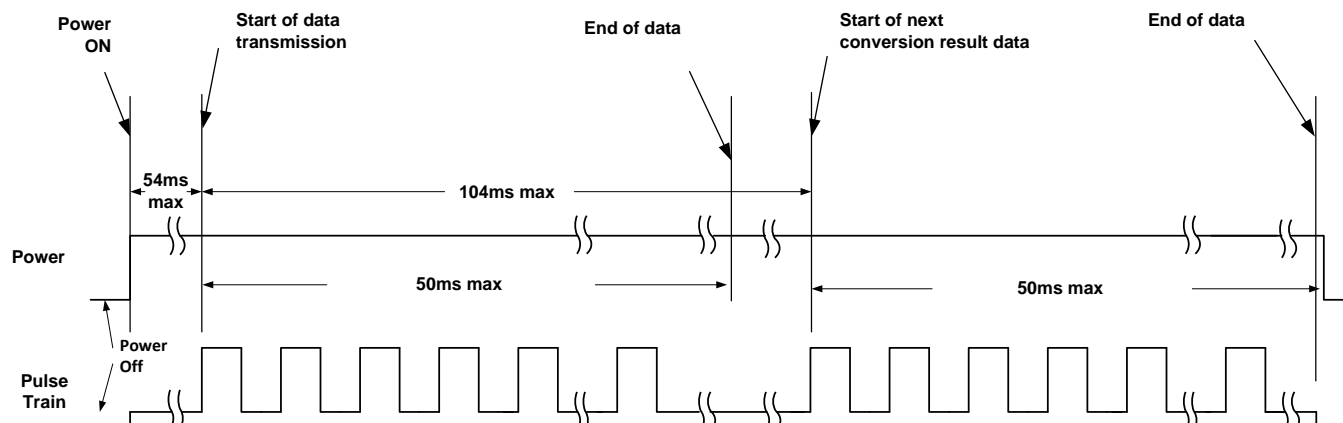 Power
ON
Start of data
transmission
End of data
Start of next
conversion result data
End of data
54ms
max
104ms max
Power
50ms max
50ms max
Power
Off
Pulse
Train